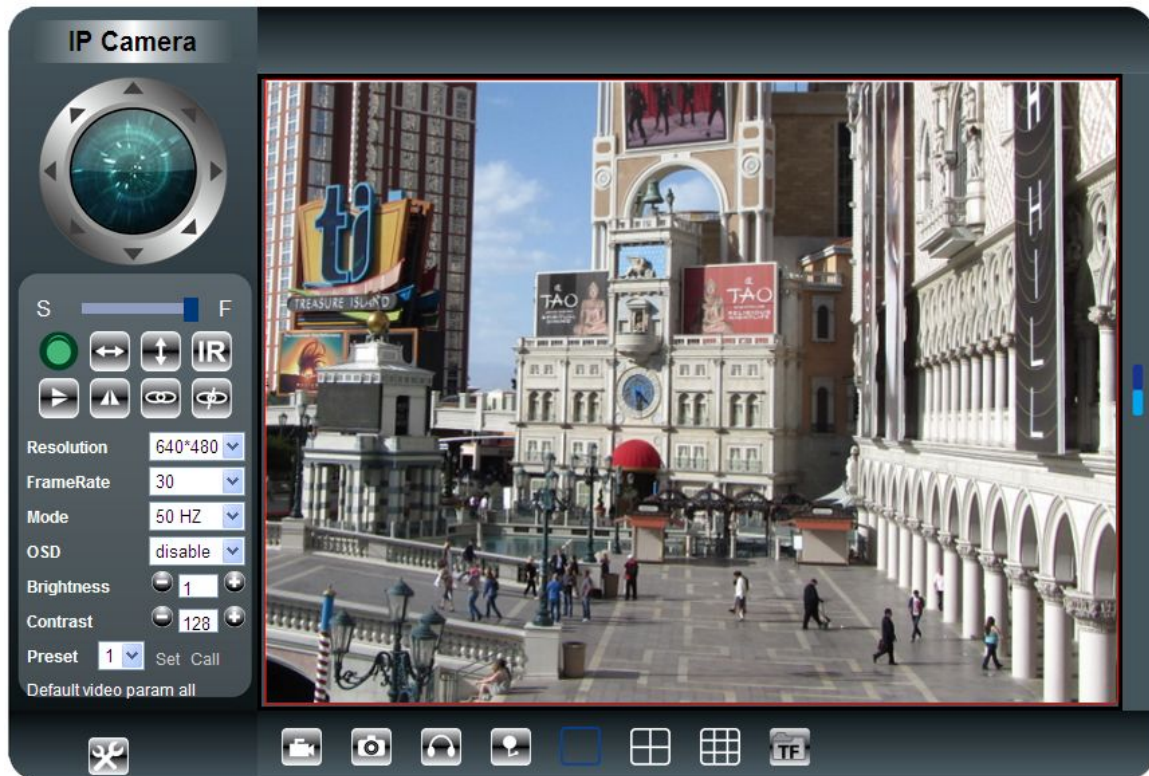 IP Camera
S F
IR
Resolution 640*480
FrameRate 30
Mode 50 HZ
OSD disable
Brightness 1
Contrast 128
Preset 1 Set Call
Default video param all
ti
TREASURE ISLAND
TAO
TAO
H
H
I
L
L
TF